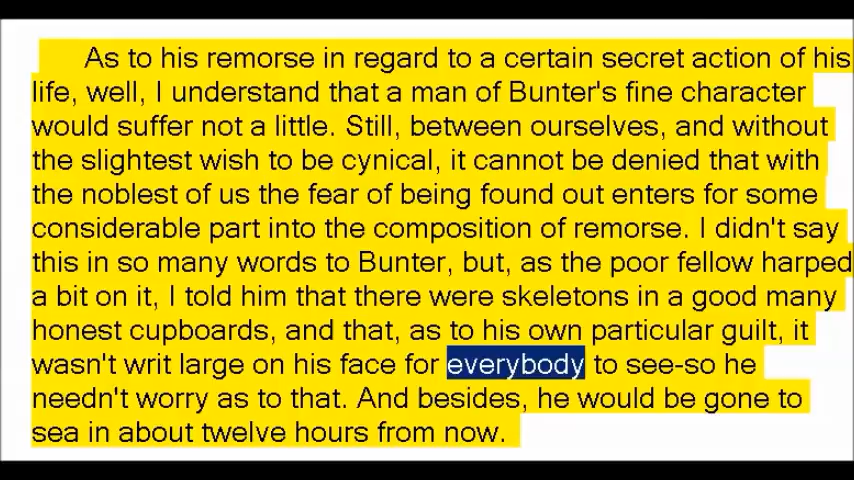 As to his remorse in regard to a certain secret action of his
life, well, I understand that a man of Bunter's fine character
would suffer not a little. Still, between ourselves, and without
the slightest wish to be cynical, it cannot be denied that with
the noblest of us the fear of being found out enters for some
considerable part into the composition of remorse. I didn't say
this in so many words to Bunter, but, as the poor fellow harped
a bit on it, I told him that there were skeletons in a good many
honest cupboards, and that, as to his own particular guilt, it
wasn't writ large on his face for everybody to see-so he
needn't worry as to that. And besides, he would be gone to
sea in about twelve hours from now.